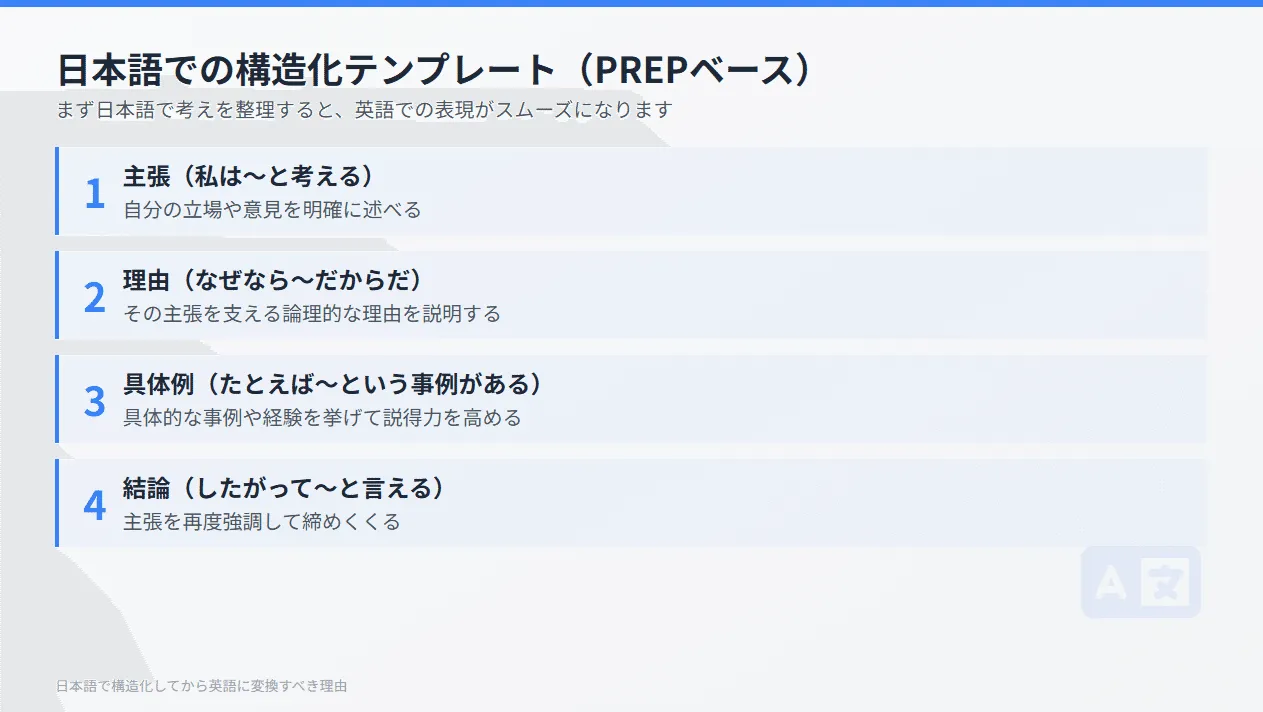 日本語での構造化テンプレート（PREPベース）
まず日本語で考えを整理すると、英語での表現がスムーズになります
1
主張（私は〜と考える）
自分の立場や意見を明確に述べる
2
理由（なぜなら〜だからだ）
その主張を支える論理的な理由を説明する
3
具体例（たとえば〜という事例がある）
具体的な事例や経験を挙げて説得力を高める
4
結論（したがって〜と言える）
主張を再度強調して締めくくる
A 文
日本語で構造化してから英語に変換すべき理由